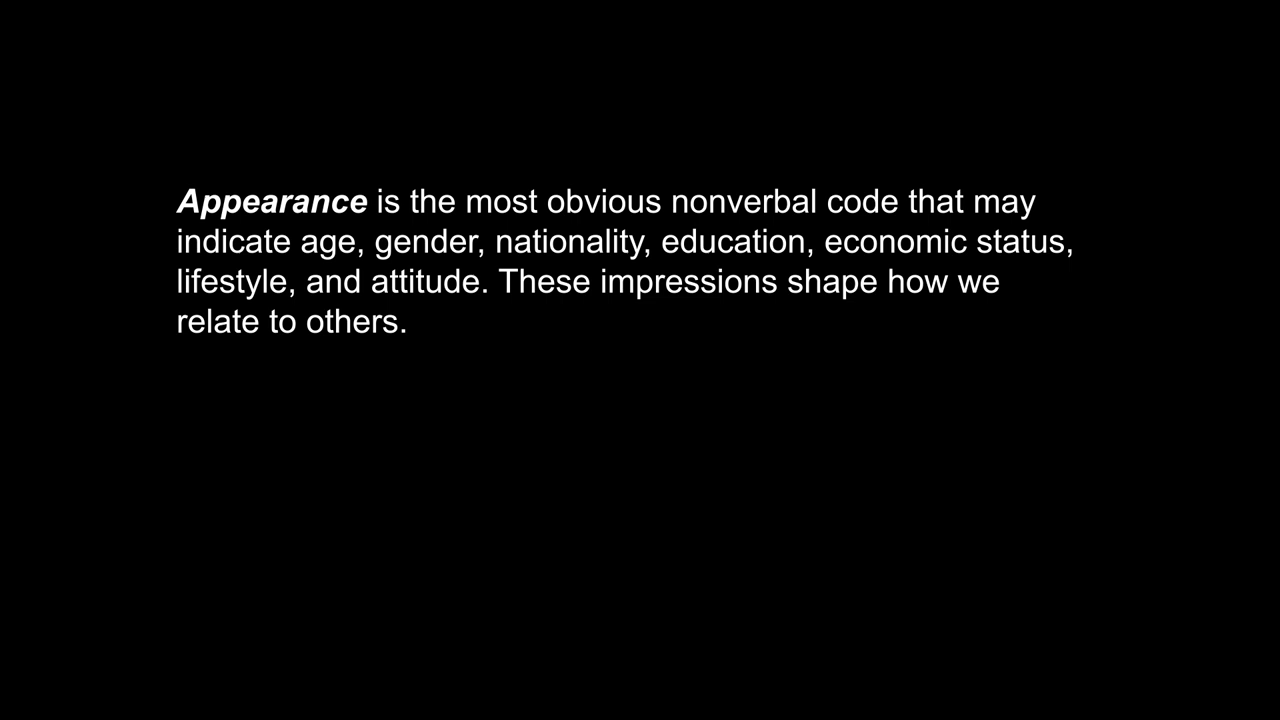 Appearance is the most obvious nonverbal code that may
indicate age, gender, nationality, education, economic status,
lifestyle, and attitude. These impressions shape how we
relate to others.